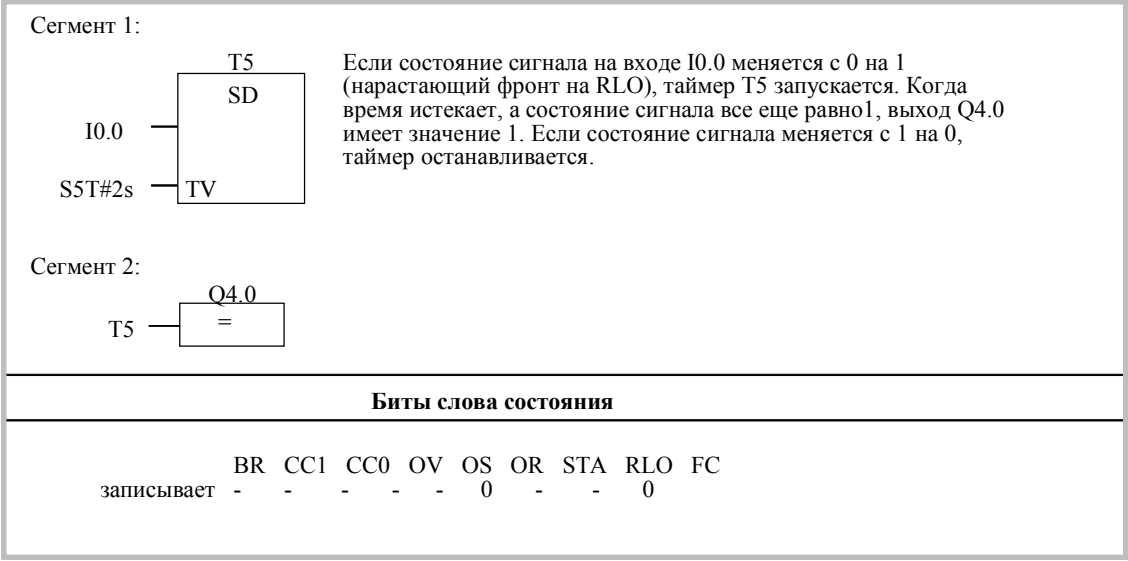 Сегмент 1:
T5
SD
I0.0
S5T#2s
TV
Если состояние сигнала на входе I0.0 меняется с 0 на 1
(нарастающий фронт на RLO), таймер T5 запускается. Когда
время истекает, а состояние сигнала все еще равно1, выход Q4.0
имеет значение 1. Если состояние сигнала меняется с 1 на 0,
таймер останавливается.
Сегмент 2:
Q4.0
T5
=
Биты слова состояния
BR CC1 CC0 OV OS OR STA RLO FC
записывает - - - - - 0 - - 0